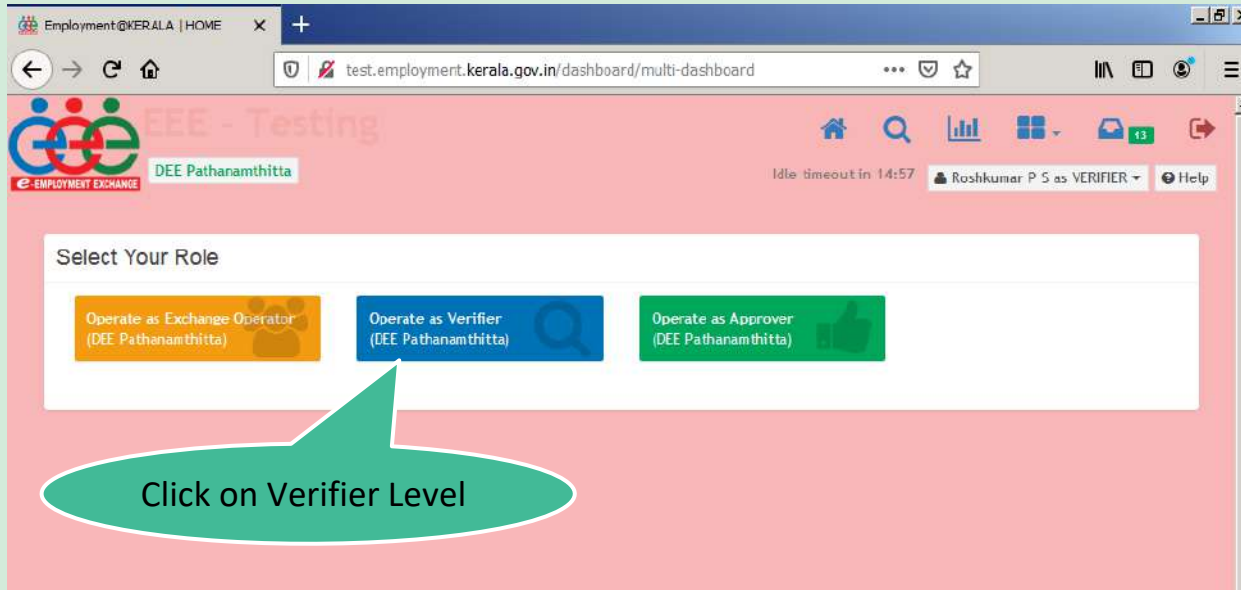 Employment@KERALA | HOME
test.employment.kerala.gov.in/dashboard/multi-dashboard
EEE - Testing
13
e-EMPLOYMENT EXCHANGE
DEE Pathanamthitta
Idle timeout in 14:57
Roshkumar P S as VERIFIER
Help
Select Your Role
Operate as Exchange Operator
(DEE Pathanamthitta)
Operate as Verifier
(DEE Pathanamthitta)
Operate as Approver
(DEE Pathanamthitta)
Click on Verifier Level